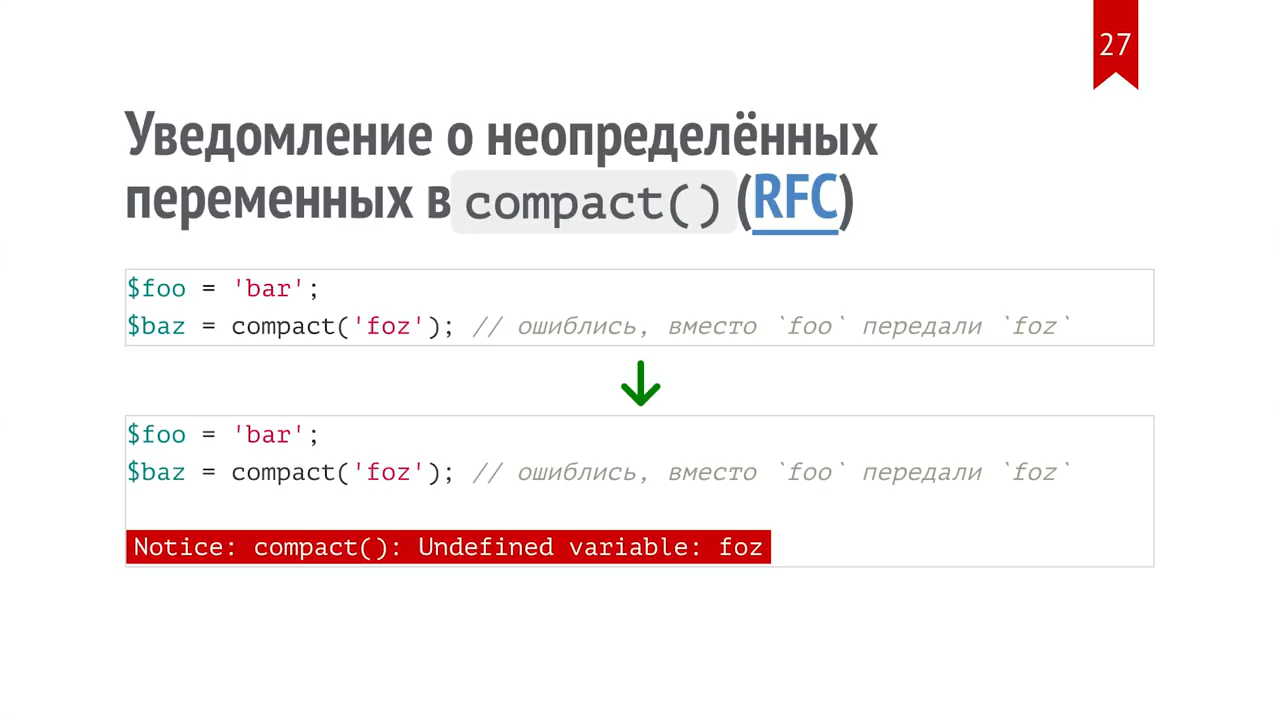 27
Уведомление о неопределённых
переменных в compact() (RFC)
$foo = 'bar';
$baz = compact('foz'); // ошиблись, вместо `foo` передали `foz`
$foo = 'bar';
$baz = compact('foz'); // ошиблись, вместо `foo` передали `foz`
Notice: compact(): Undefined variable: foz